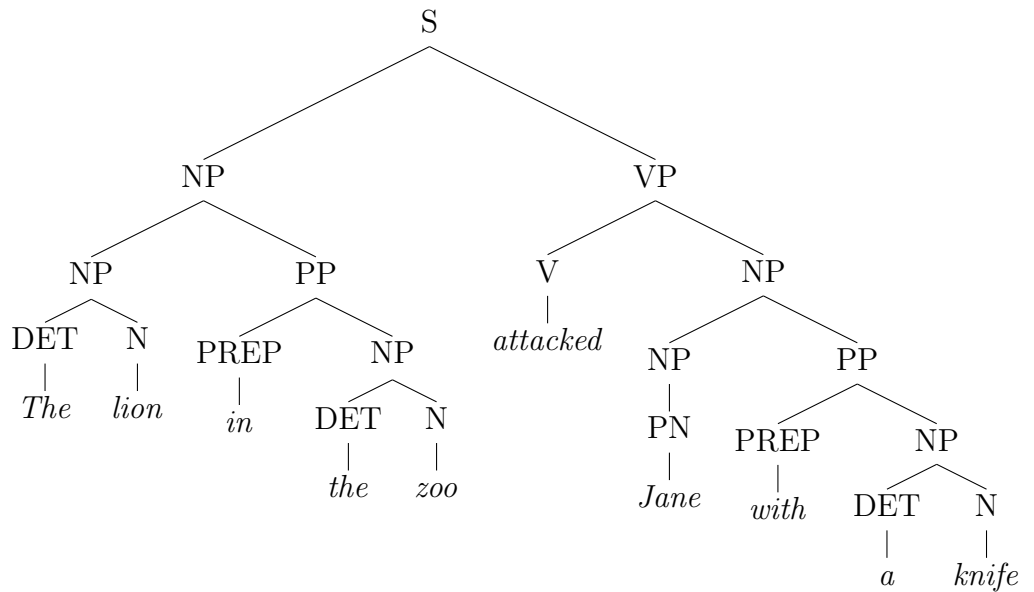 S
NP VP
NP PP V NP
DET N PREP NP attacked NP PP
The lion in DET N PN PREP NP
the zoo Jane with DET N
a knife